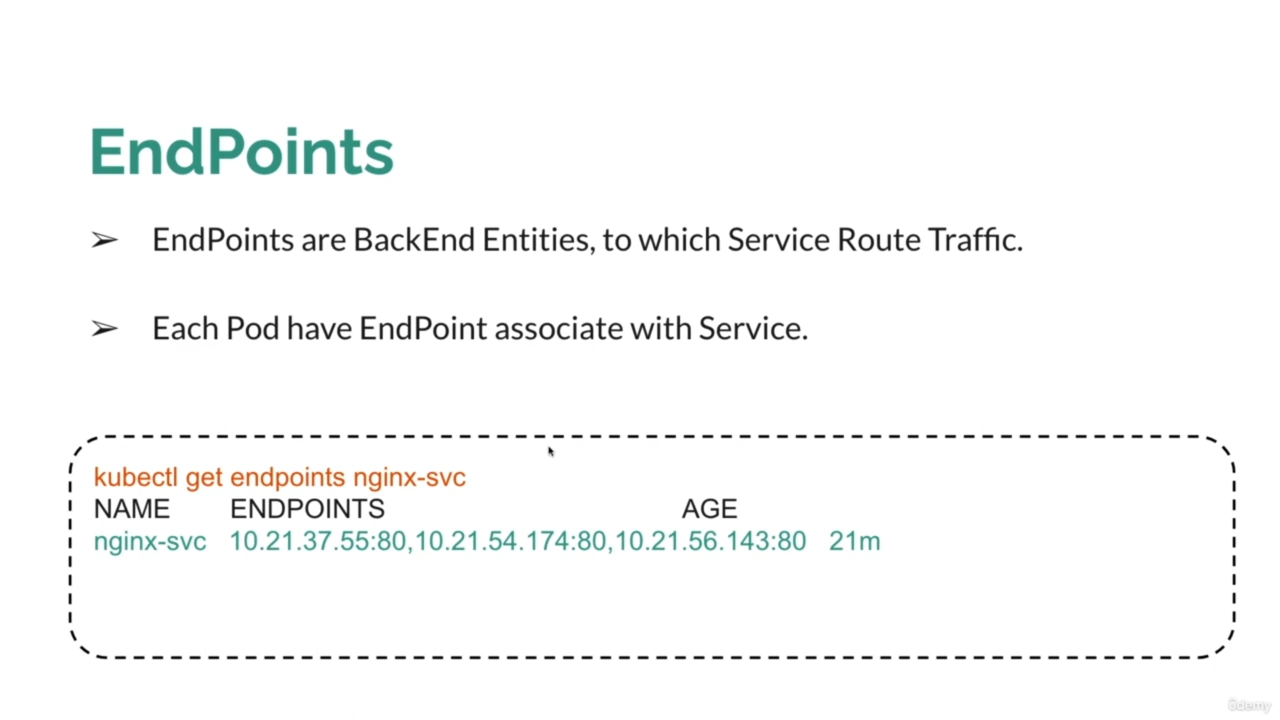 EndPoints
➢ EndPoints are BackEnd Entities, to which Service Route Traffic.
➢ Each Pod have EndPoint associate with Service.
kubectl get endpoints nginx-svc
NAME ENDPOINTS AGE
nginx-svc 10.21.37.55:80,10.21.54.174:80,10.21.56.143:80 21m
ûdemy